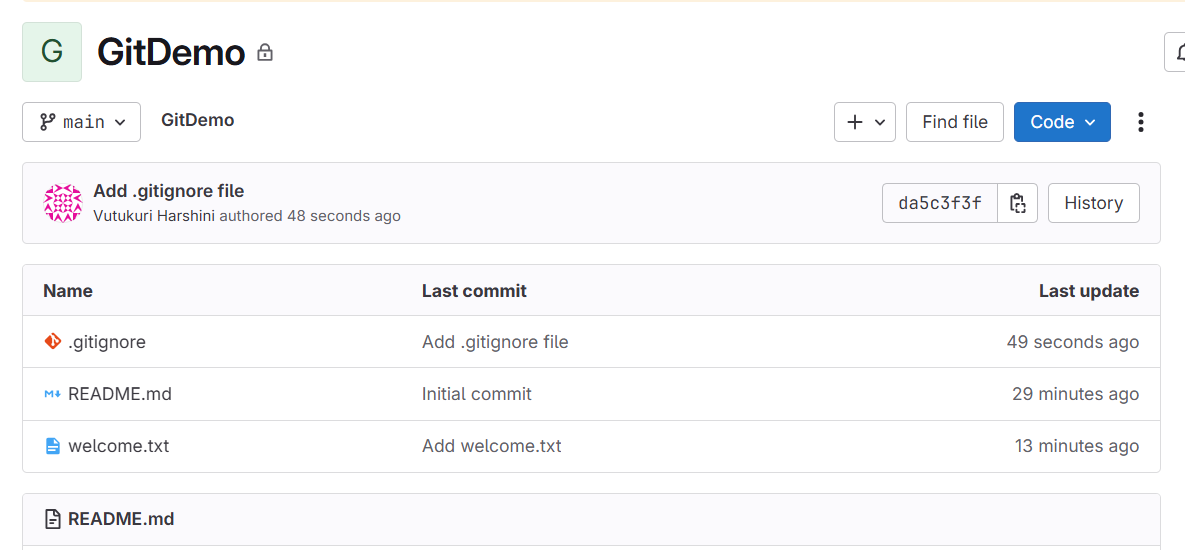 G
GitDemo
main
GitDemo
Find file
Code
Add .gitignore file
Vutukuri Harshini authored 48 seconds ago
da5c3f3f
History
Name Last commit Last update
.gitignore Add .gitignore file 49 seconds ago
README.md Initial commit 29 minutes ago
welcome.txt Add welcome.txt 13 minutes ago
README.md